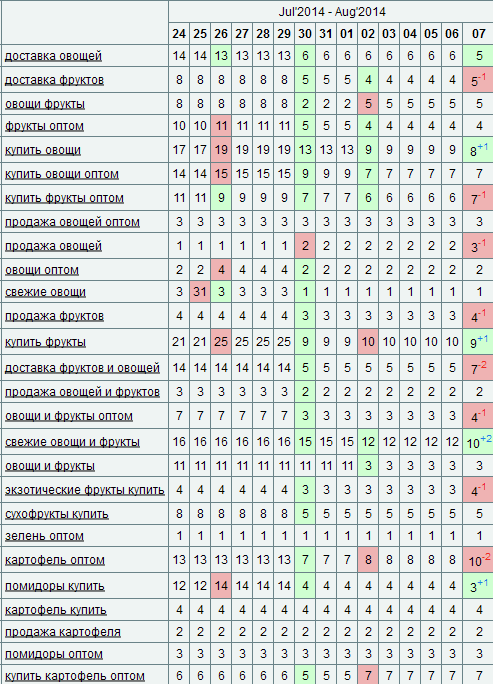 Jul'2014 - Aug'2014
24 25 26 27 28 29 30 31 01 02 03 04 05 06 07
доставка овощей 14 14 13 13 13 13 6 6 6 6 6 6 6 6 5
доставка фруктов 8 8 8 8 8 8 5 5 5 4 4 4 4 4 5 -1
овощи фрукты 8 8 8 8 8 8 2 2 2 5 5 5 5 5 5
фрукты оптом 10 10 11 11 11 11 5 5 5 4 4 4 4 4 4
купить овощи 17 17 19 19 19 19 13 13 13 9 9 9 9 9 8 +1
купить овощи оптом 14 14 15 15 15 15 9 9 9 7 7 7 7 7 7
купить фрукты оптом 11 11 9 9 9 9 7 7 7 6 6 6 6 6 7 -1
продажа овощей оптом 3 3 3 3 3 3 3 3 3 3 3 3 3 3 3
продажа овощей 1 1 1 1 1 1 2 2 2 2 2 2 2 2 3 -1
овощи оптом 2 2 4 4 4 4 2 2 2 2 2 2 2 2 2
свежие овощи 3 31 3 3 3 3 1 1 1 1 1 1 1 1 1
продажа фруктов 4 4 4 4 4 4 3 3 3 3 3 3 3 3 4 -1
купить фрукты 21 21 25 25 25 25 9 9 9 10 10 10 10 10 9 +1
доставка фруктов и овощей 14 14 14 14 14 14 5 5 5 5 5 5 5 5 7 -2
продажа овощей и фруктов 3 3 3 3 3 3 2 2 2 2 2 2 2 2 2
овощи и фрукты оптом 7 7 7 7 7 7 3 3 3 3 3 3 3 3 4 -1
свежие овощи и фрукты 16 16 16 16 16 16 15 15 15 12 12 12 12 12 10 +2
овощи и фрукты 11 11 11 11 11 11 11 11 11 3 3 3 3 3 3
экзотические фрукты купить 4 4 4 4 4 4 3 3 3 3 3 3 3 3 4 -1
сухофрукты купить 8 8 8 8 8 8 5 5 5 5 5 5 5 5 5
зелень оптом 1 1 1 1 1 1 1 1 1 1 1 1 1 1 1
картофель оптом 13 13 13 13 13 13 7 7 7 8 8 8 8 8 10 -2
помидоры купить 12 12 14 14 14 14 4 4 4 4 4 4 4 4 3 +1
картофель купить 4 4 4 4 4 4 4 4 4 4 4 4 4 4 4
продажа картофеля 2 2 2 2 2 2 2 2 2 2 2 2 2 2 2
помидоры оптом 3 3 3 3 3 3 3 3 3 3 3 3 3 3 3
купить картофель оптом 6 6 6 6 6 6 5 5 5 7 7 7 7 7 7